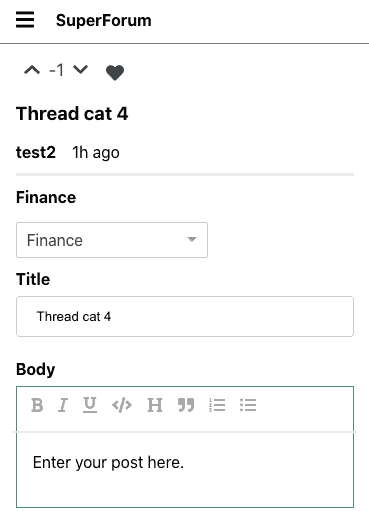 SuperForum
-1
Thread cat 4
test2 1h ago
Finance
Finance
Title
Thread cat 4
Body
B I U </> H
Enter your post here.